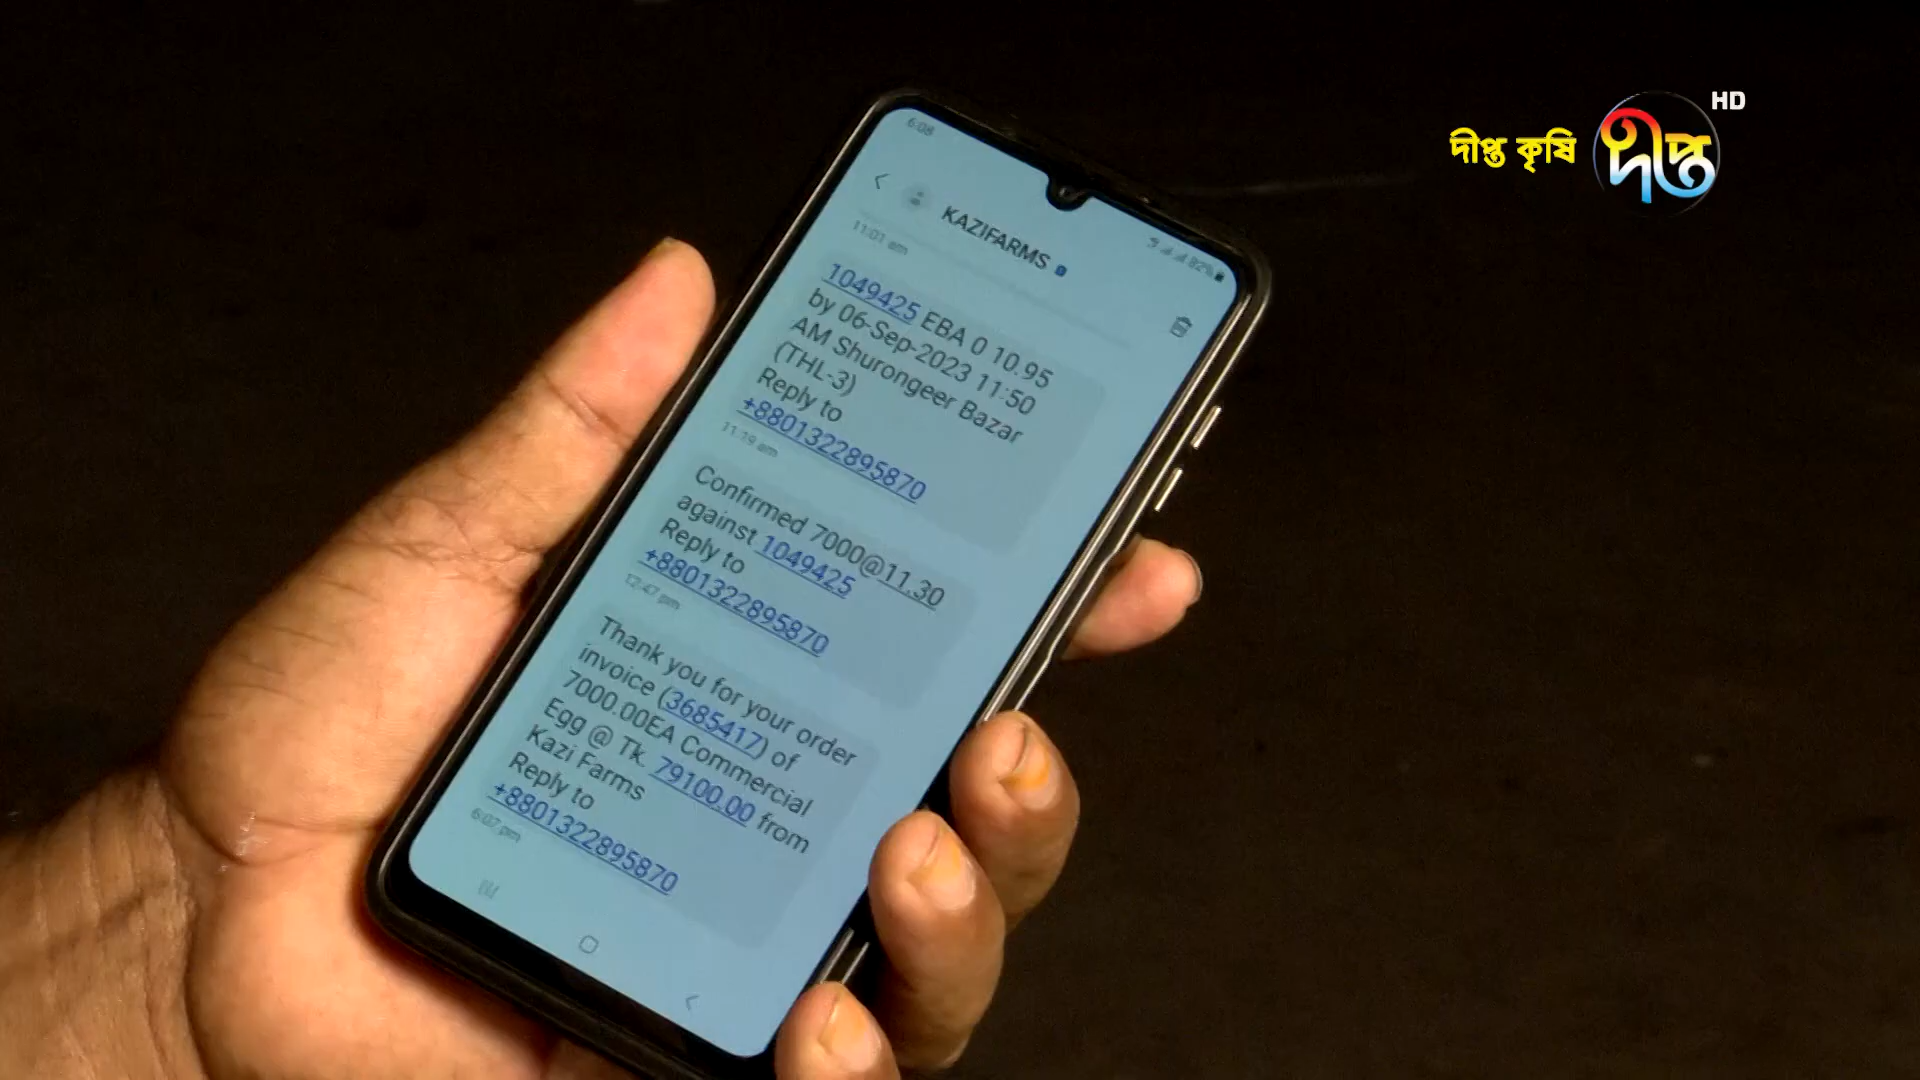 HD
দীপ্ত কৃষি
দীপ্ত
6:08
82%
KAZIFARMS
11:01 am
1049425 EBA 0 10.95
by 06-Sep-2023 11:50
AM Shurongeer Bazar
(THL-3)
Reply to
+8801322895870
11:19 am
Confirmed 7000@11.30
against 1049425
Reply to
+8801322895870
12:47 pm
Thank you for your order
invoice (3685417) of
7000.00EA Commercial
Egg @ Tk. 79100.00 from
Kazi Farms
Reply to
+8801322895870
6:07 pm